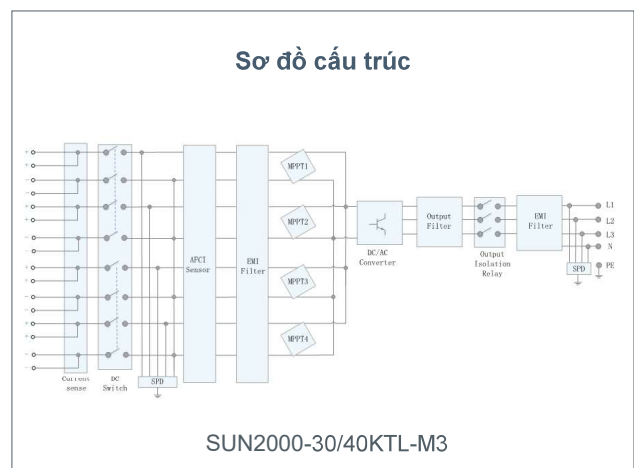 Sơ đồ cấu trúc
MPPT1
MPPT2
MPPT3
MPPT4
AFCI
Sensor
EMI
Filter
DC/AC
Converter
Output
Filter
Output
Isolation
Relay
EMI
Filter
L1
L2
L3
N
PE
SPD
Current
sense
DC
Switch
SPD
SUN2000-30/40KTL-M3